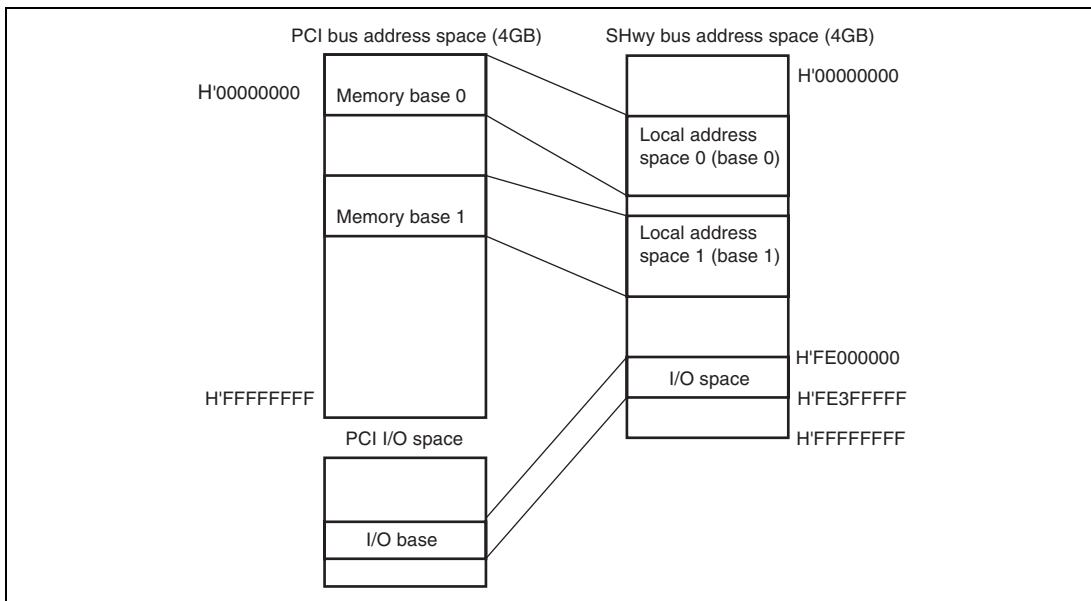 PCI bus address space (4GB)
H'00000000
Memory base 0
Memory base 1
H'FFFFFFFF
PCI I/O space
I/O base
SHwy bus address space (4GB)
H'00000000
Local address
space 0 (base 0)
Local address
space 1 (base 1)
H'FE000000
I/O space
H'FE3FFFFF
H'FFFFFFFF